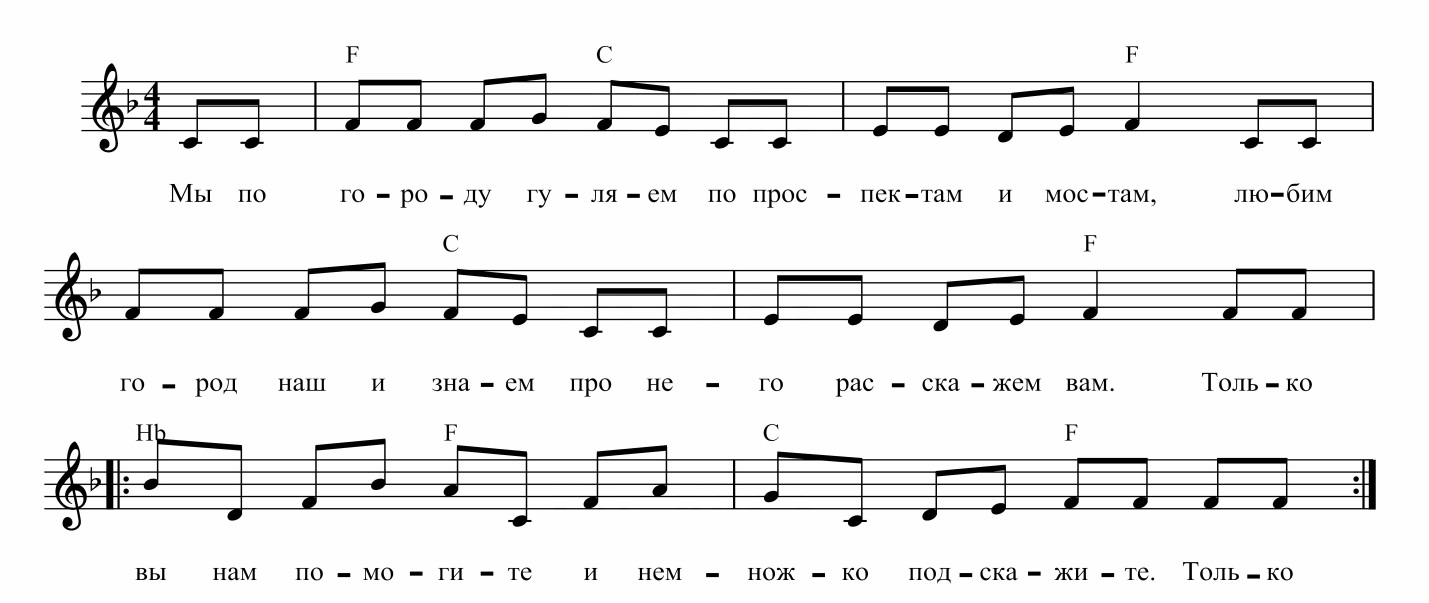 F C F
4
4
Мы по го - ро - ду гу - ля - ем по прос - пек - там и мос - там, лю - бим
C F
го - род наш и зна - ем про не - го рас - ска - жем вам. Толь - ко
Hb F C F
вы нам по - мо - ги - те и нем - нож - ко под - ска - жи - те. Толь - ко